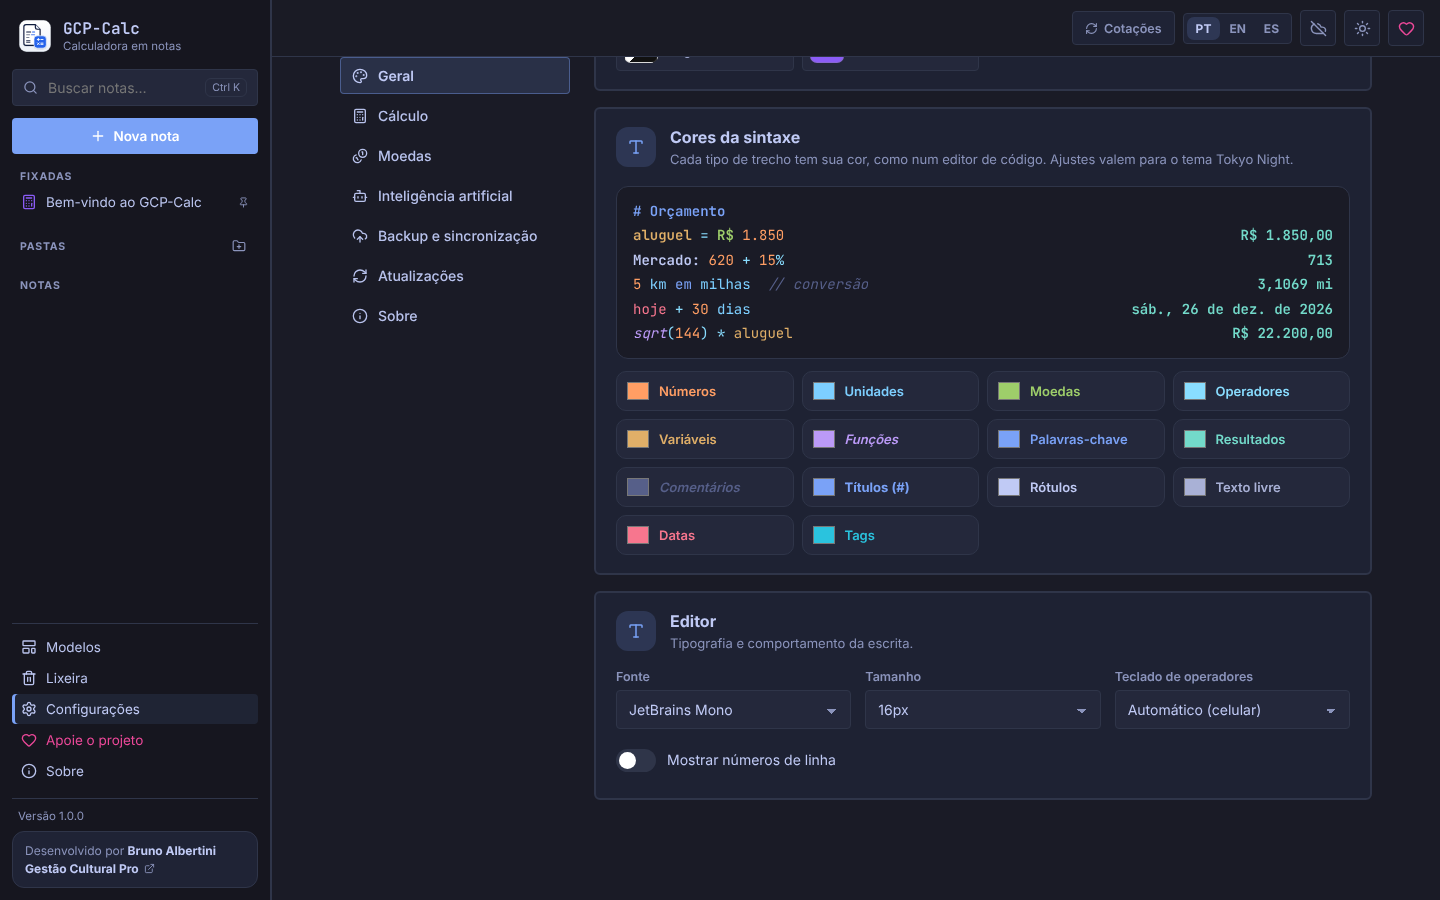 GCP-Calc
Calculadora em notas
Buscar notas...
Ctrl K
Nova nota
FIXADAS
Bem-vindo ao GCP-Calc
PASTAS
NOTAS
Modelos
Lixeira
Configurações
Apoie o projeto
Sobre
Versão 1.0.0
Desenvolvido por Bruno Albertini
Gestão Cultural Pro
Cotações
PT EN ES
Geral
Cálculo
Moedas
Inteligência artificial
Backup e sincronização
Atualizações
Sobre
Cores da sintaxe
Cada tipo de trecho tem sua cor, como num editor de código. Ajustes valem para o tema Tokyo Night.
# Orçamento
aluguel = R$ 1.850 R$ 1.850,00
Mercado: 620 + 15% 713
5 km em milhas // conversão 3,1069 mi
hoje + 30 dias sáb., 26 de dez. de 2026
sqrt(144) * aluguel R$ 22.200,00
Números Unidades Moedas Operadores
Variáveis Funções Palavras-chave Resultados
Comentários Títulos (#) Rótulos Texto livre
Datas Tags
Editor
Tipografia e comportamento da escrita.
Fonte Tamanho Teclado de operadores
JetBrains Mono 16px Automático (celular)
Mostrar números de linha